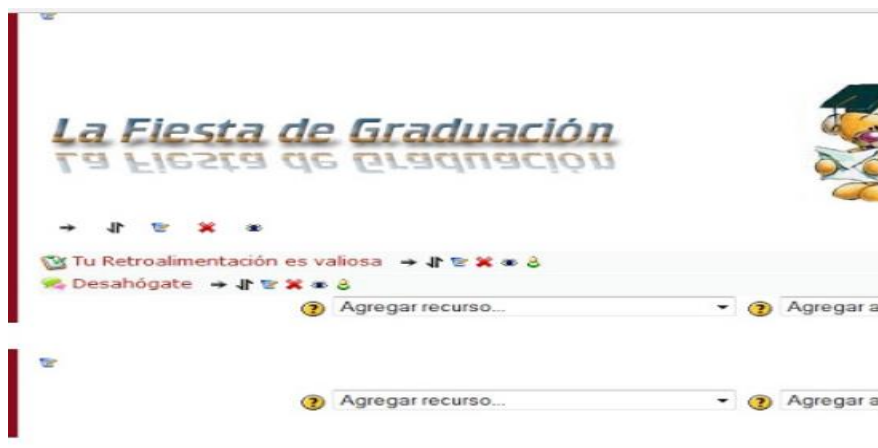 La Fiesta de Graduación
Tu Retroalimentación es valiosa
Desahógate
? Agregar recurso... ? Agregar a
? Agregar recurso... ? Agregar a